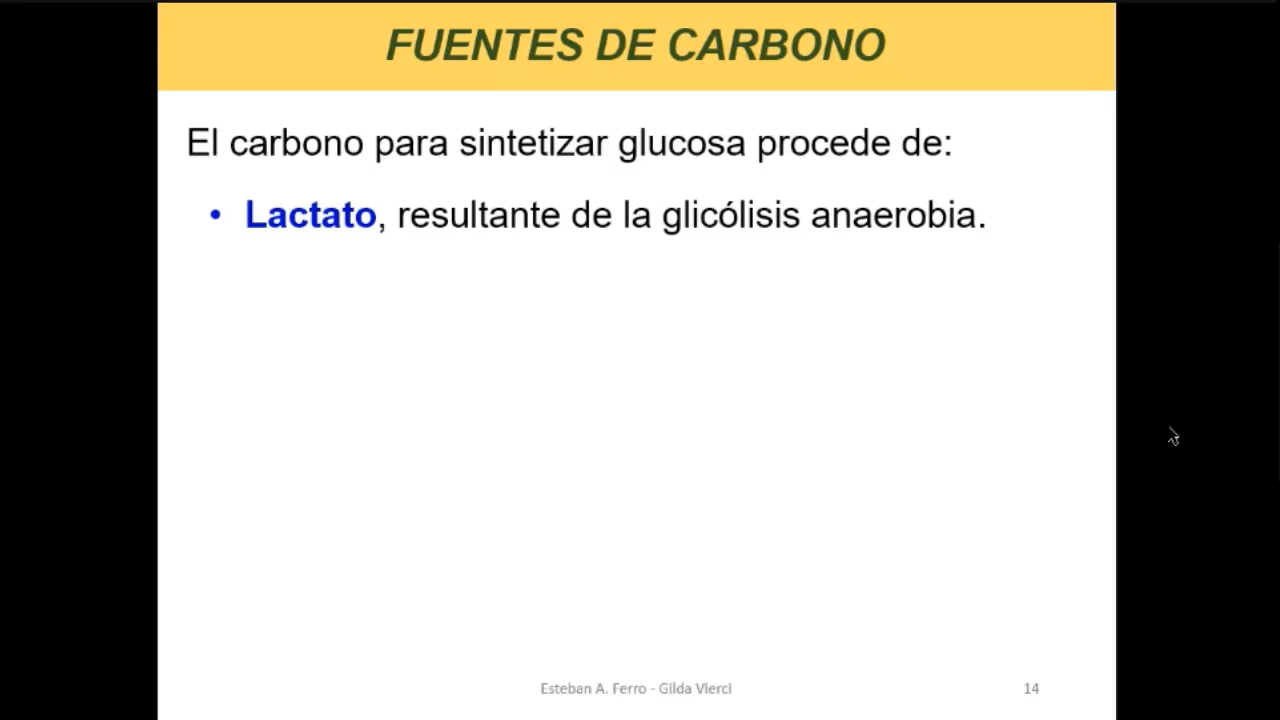 FUENTES DE CARBONO
El carbono para sintetizar glucosa procede de:
• Lactato, resultante de la glicólisis anaerobia.
Esteban A. Ferro - Gilda Vierci
14